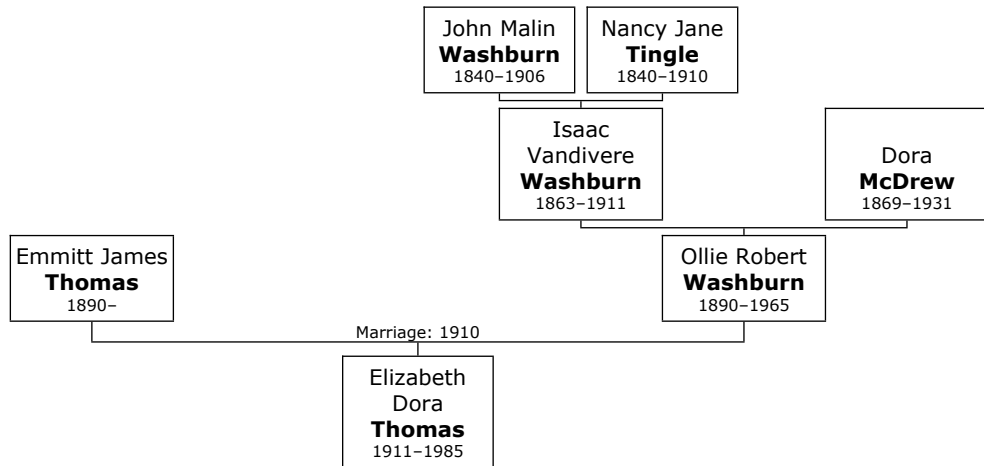 John Malin
Washburn
1840–1906
Nancy Jane
Tingle
1840–1910
Isaac
Vandivere
Washburn
1863–1911
Dora
McDrew
1869–1931
Emmitt James
Thomas
1890–
Ollie Robert
Washburn
1890–1965
Marriage: 1910
Elizabeth
Dora
Thomas
1911–1985